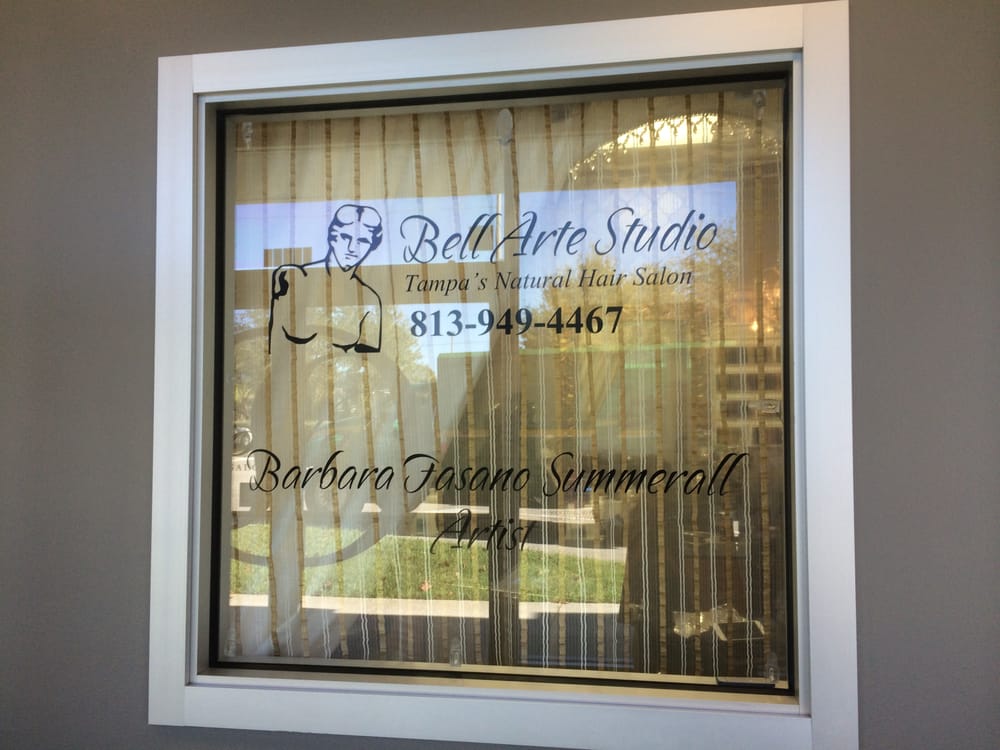 Bell Arte Studio
Tampa's Natural Hair Salon
813-949-4467
Barbara Fasano Summerall
Artist